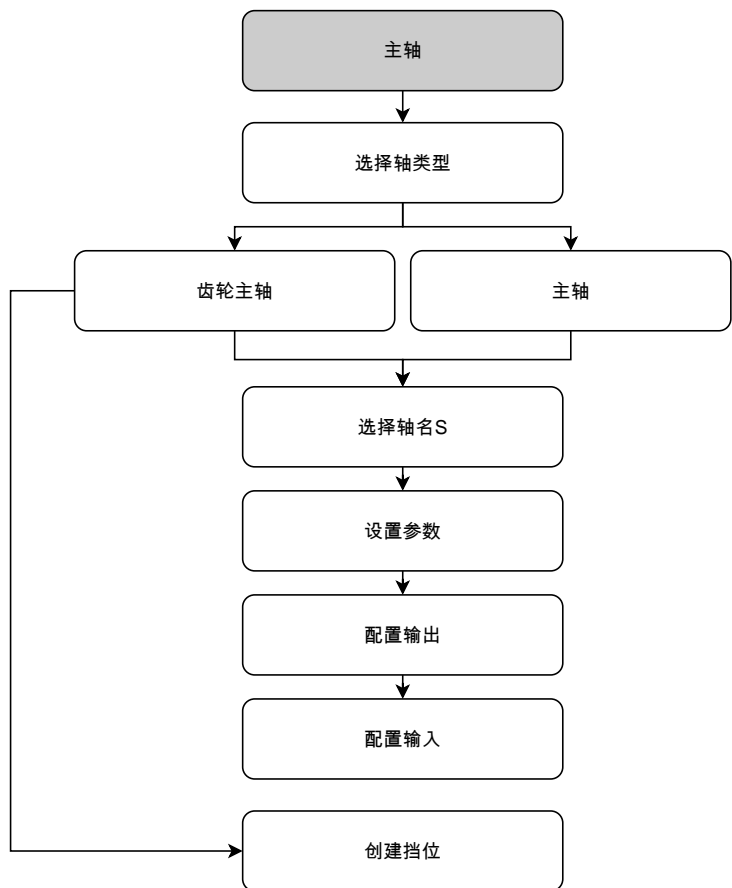 主轴
选择轴类型
齿轮主轴
主轴
选择轴名S
设置参数
配置输出
配置输入
创建挡位